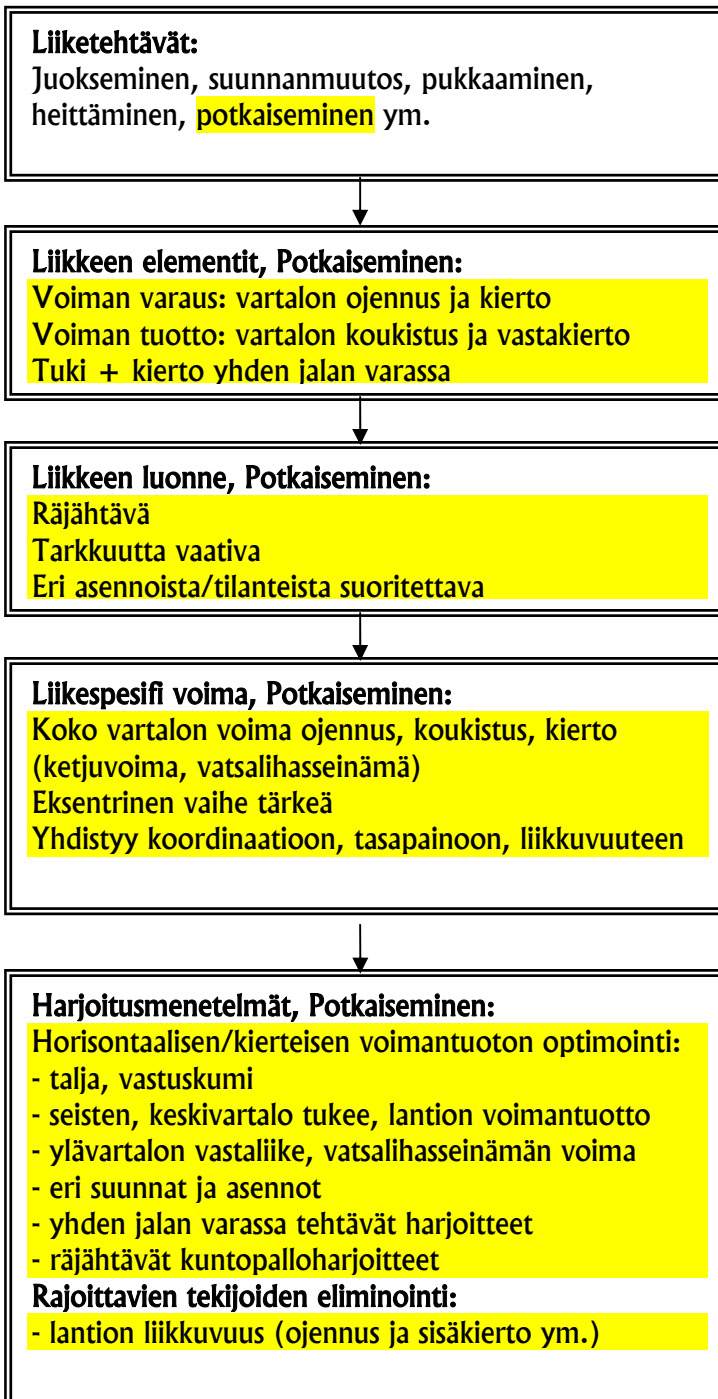 Liiketehtävät:
Juokseminen, suunnanmuutos, pukkaaminen,
heittäminen, potkaiseminen ym.
Liikkeen elementit, Potkaiseminen:
Voiman varaus: vartalon ojennus ja kierto
Voiman tuotto: vartalon koukistus ja vastakierto
Tuki + kierto yhden jalan varassa
Liikkeen luonne, Potkaiseminen:
Räjähtävä
Tarkkuutta vaativa
Eri asennoista/tilanteista suoritettava
Liikespesifi voima, Potkaiseminen:
Koko vartalon voima ojennus, koukistus, kierto
(ketjuvoima, vatsalihasseinämä)
Eksentrinen vaihe tärkeä
Yhdistyy koordinaatioon, tasapainoon, liikkuvuuteen
Harjoitusmenetelmät, Potkaiseminen:
Horisontaalisen/kierteisen voimantuoton optimointi:
- talja, vastuskumi
- seisten, keskivartalo tukee, lantion voimantuotto
- ylävartalon vastaliike, vatsalihasseinämän voima
- eri suunnat ja asennot
- yhden jalan varassa tehtävät harjoitteet
- räjähtävät kuntopalloharjoitteet
Rajoittavien tekijoiden eliminointi:
- lantion liikkuvuus (ojennus ja sisäkierto ym.)